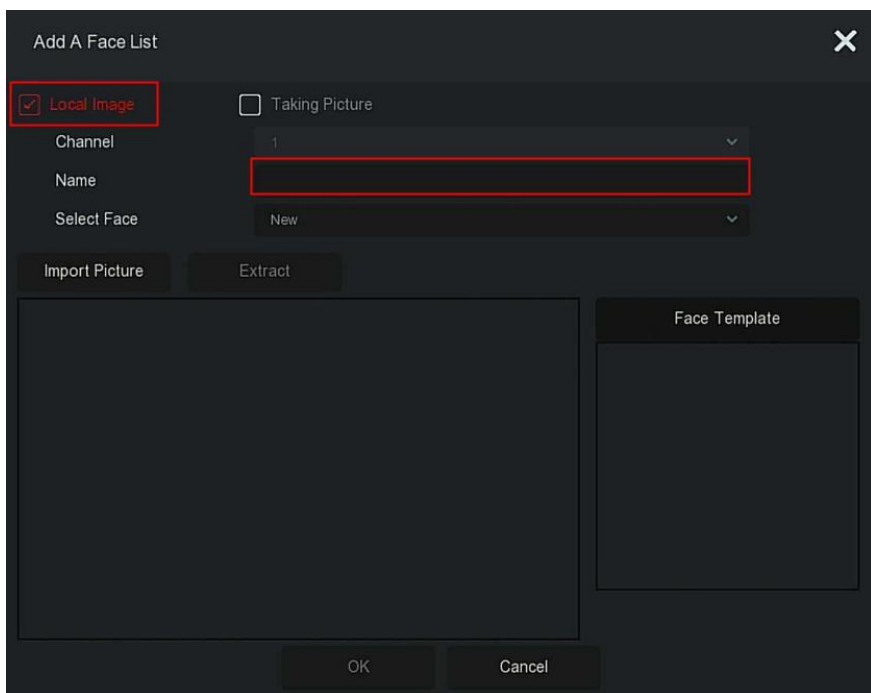 Add A Face List
Local Image
Taking Picture
Channel
1
Name
Select Face
New
Import Picture
Extract
Face Template
OK
Cancel